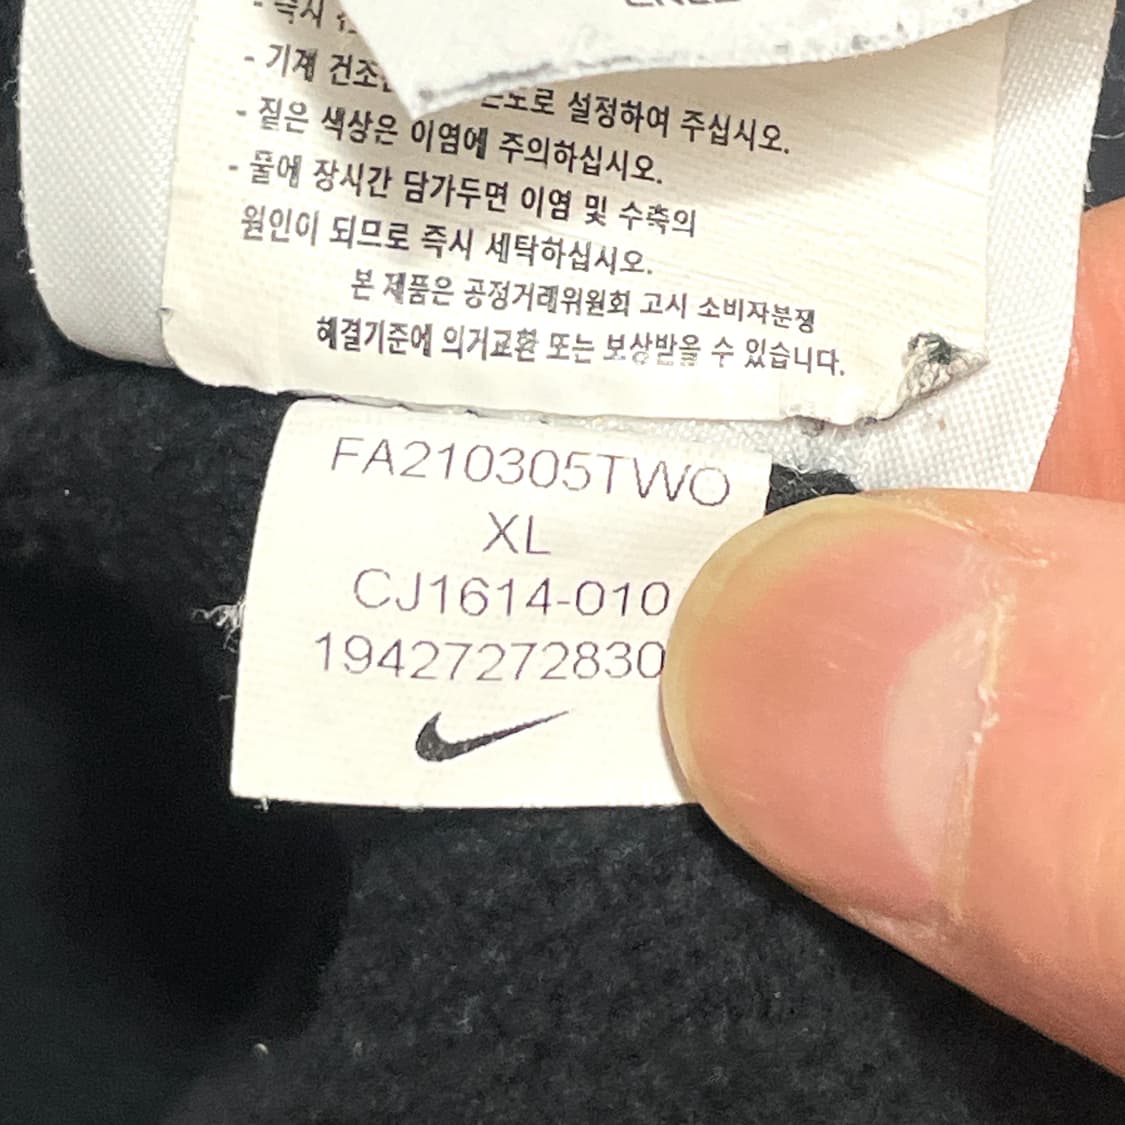 - 즉시
- 기계 건조 온도로 설정하여 주십시오.
- 짙은 색상은 이염에 주의하십시오.
- 물에 장시간 담가두면 이염 및 수축의
원인이 되므로 즉시 세탁하십시오.
본 제품은 공정거래위원회 고시 소비자분쟁
해결기준에 의거교환 또는 보상받을 수 있습니다.
FA210305TWO
XL
CJ1614-010
19427272830